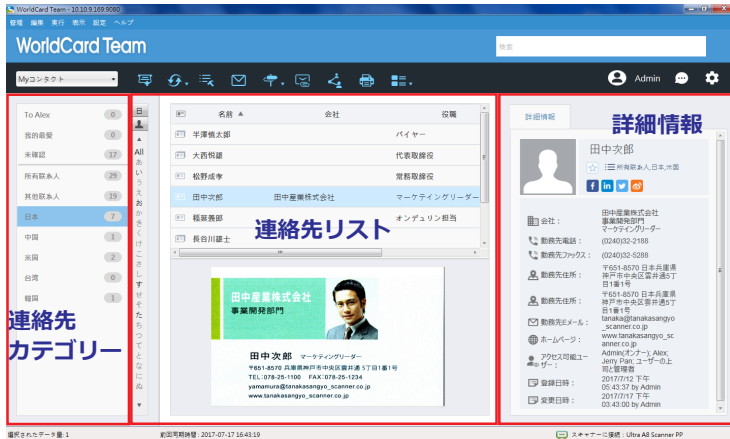 WorldCard Team - 10.10.9.169:9080
管理 編集 実行 表示 設定 ヘルプ
WorldCard Team
検索
Myコンタクト
Admin
To Alex 0
我的最爱 0
未確認 17
所有联系人 29
其他联系人 19
日本 7
中国 1
米国 2
台湾 0
韓国 1
連絡先
カテゴリー
日
All
あ
い
う
え
お
か
き
く
け
こ
さ
し
す
せ
そ
た
ち
つ
て
と
な
に
ぬ
名前 会社 役職
半澤慎太郎 バイヤー
大西悦雄 代表取締役
松野成孝 常務取締役
田中次郎 田中産業株式会社 マーケティングリーダー
稲葉善郎 オンデュリン担当
長谷川雄士
連絡先リスト
田中産業株式会社
事業開発部門
田中次郎 マーケティングリーダー
〒651-8570 兵庫県神戸市中央区雲井通5丁目1番1号
TEL:078-25-1100 FAX:078-25-1234
yamamura@tanakasangyo_scanner.co.jp
www.tanakasangyo_scanner.co.jp
詳細情報
詳細情報
田中次郎
所有联系人,日本,米国
会社: 田中産業株式会社
事業開発部門
マーケティングリーダー
勤務先電話: (0240)32-2188
勤務先ファックス: (0240)32-5288
勤務先住所: 〒651-8570 日本兵庫県
神戸市中央区雲井通5丁
目1番1号
勤務先住所: 〒651-8570 日本兵庫県
神戸市中央区雲井通5丁
目1番1号
勤務先Eメール: tanaka@tanakasangyo
_scanner.co.jp
ホームページ: www.tanakasangyo_sc
anner.co.jp
アクセス可能ユーザー: Admin(オンナー); Alex;
Jerry Pan; ユーザーの上
司と管理者
登録日時: 2017/7/12 下午
05:43:37 by Admin
変更日時: 2017/7/12 下午
03:43:00 by Admin
選択されたデータ量: 1
前回同期時間 : 2017-07-17 16:43:19
スキャナーに接続 : Ultra A8 Scanner PP